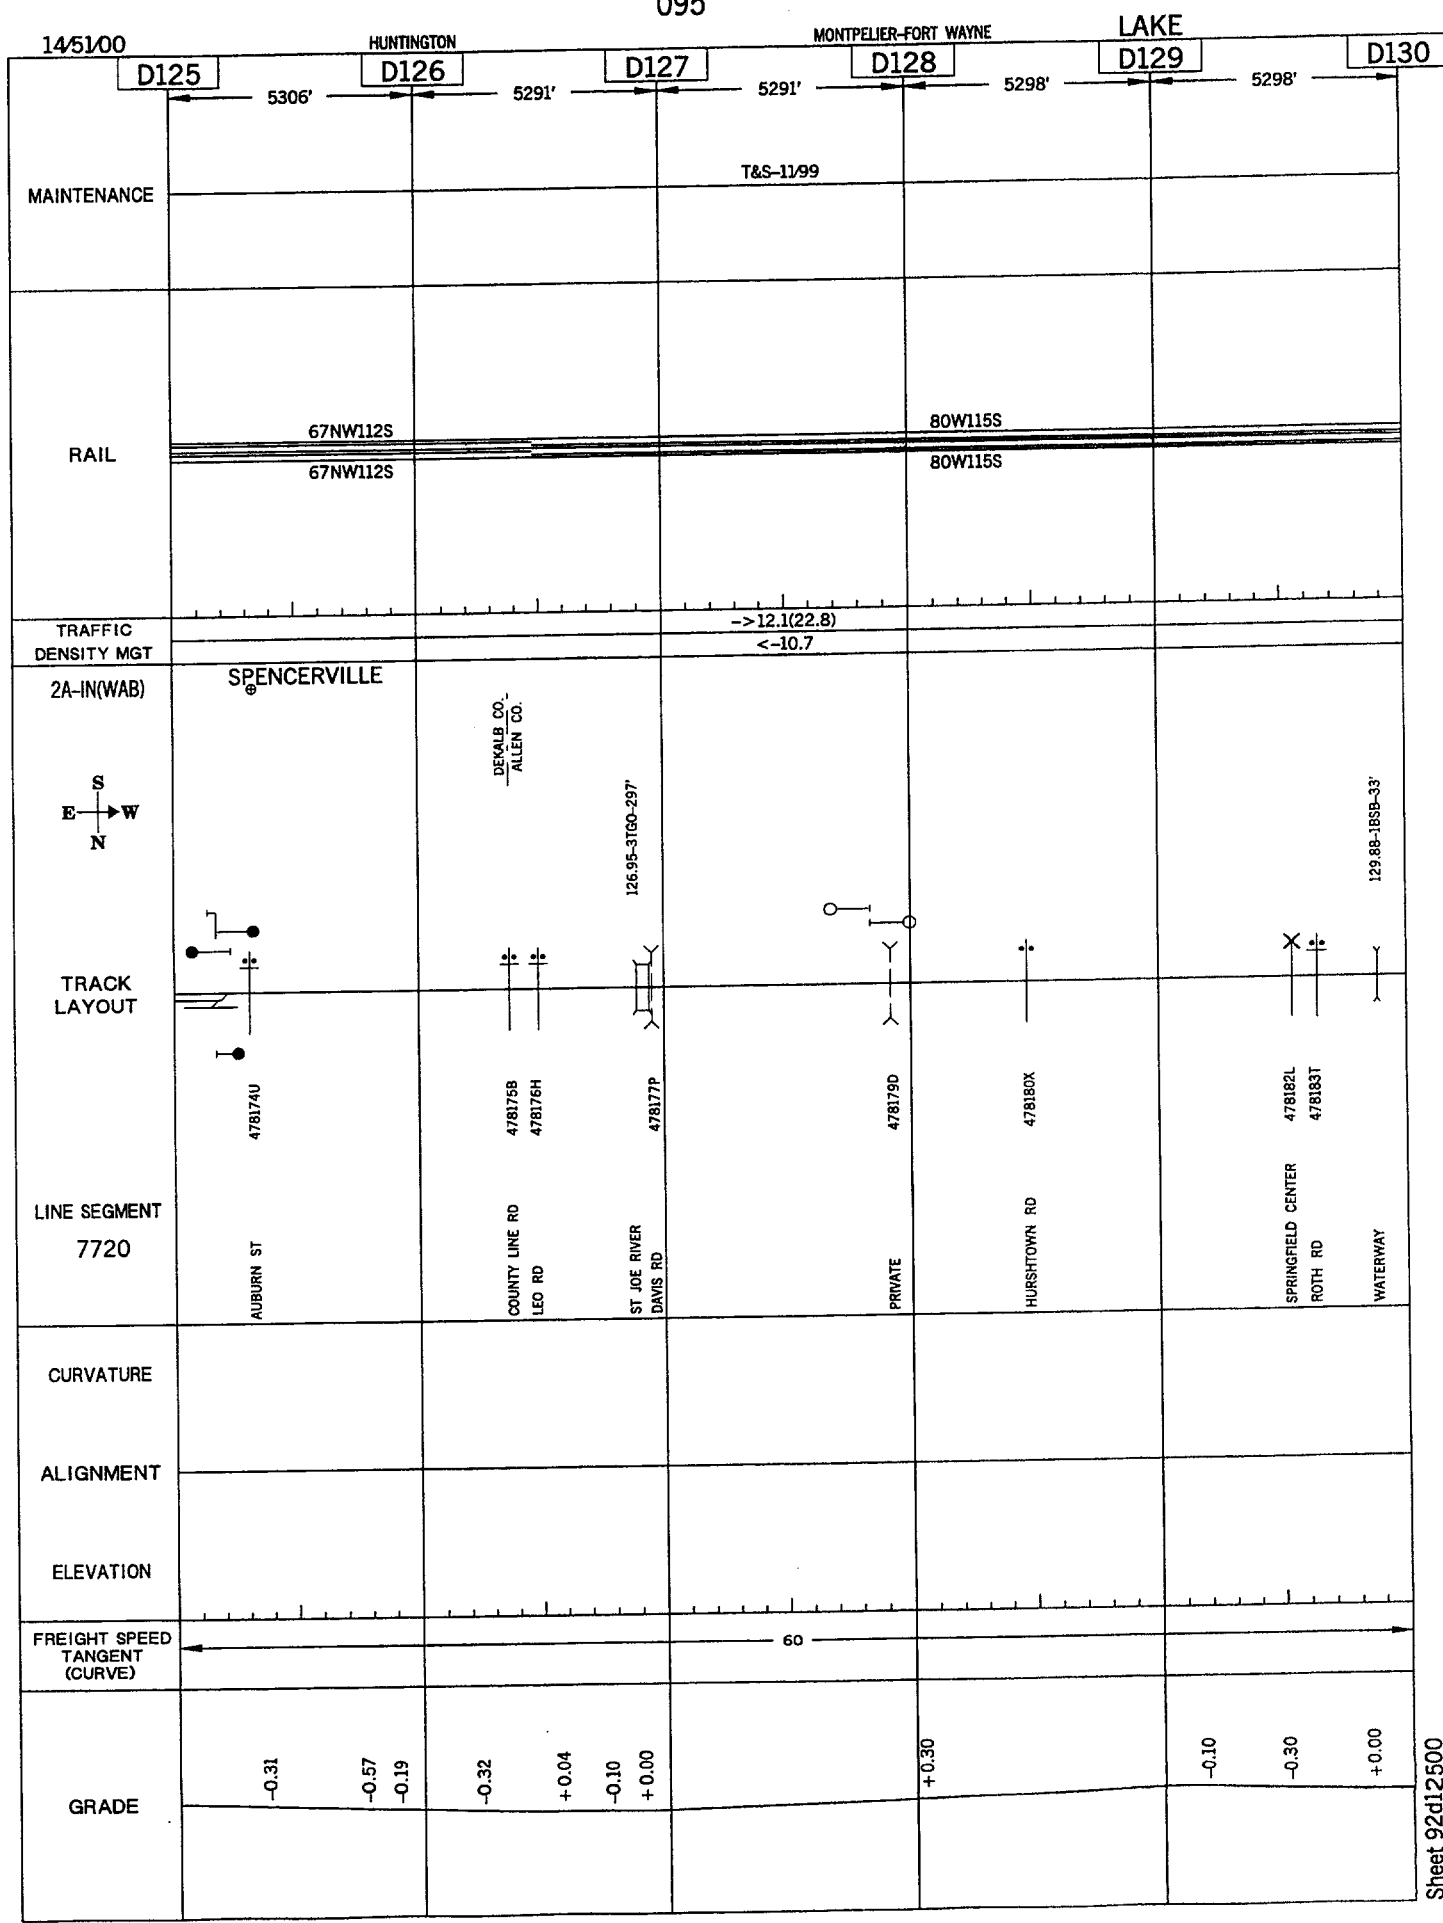 095
14/51/00
HUNTINGTON
MONTPELIER-FORT WAYNE
LAKE
D125
D126
D127
D128
D129
D130
5306'
5291'
5291'
5298'
5298'
MAINTENANCE
T&S-11/99
RAIL
67NW112S
80W115S
67NW112S
80W115S
TRAFFIC
DENSITY MGT
->12.1(22.8)
<-10.7
2A-IN(WAB)
SPENCERVILLE
DEKALB CO.
ALLEN CO.
S
E W
N
126.95-3TGO-297'
129.88-1BSB-33'
TRACK
LAYOUT
478174U
478175B
478176H
478177P
478179D
478180X
478182L
478183T
LINE SEGMENT
7720
AUBURN ST
COUNTY LINE RD
LEO RD
ST JOE RIVER
DAVIS RD
PRIVATE
HURSHTOWN RD
SPRINGFIELD CENTER
ROTH RD
WATERWAY
CURVATURE
ALIGNMENT
ELEVATION
FREIGHT SPEED
TANGENT
(CURVE)
60
GRADE
-0.31
-0.57
-0.19
-0.32
+0.04
-0.10
+0.00
+0.30
-0.10
-0.30
+0.00
Sheet 92d12500